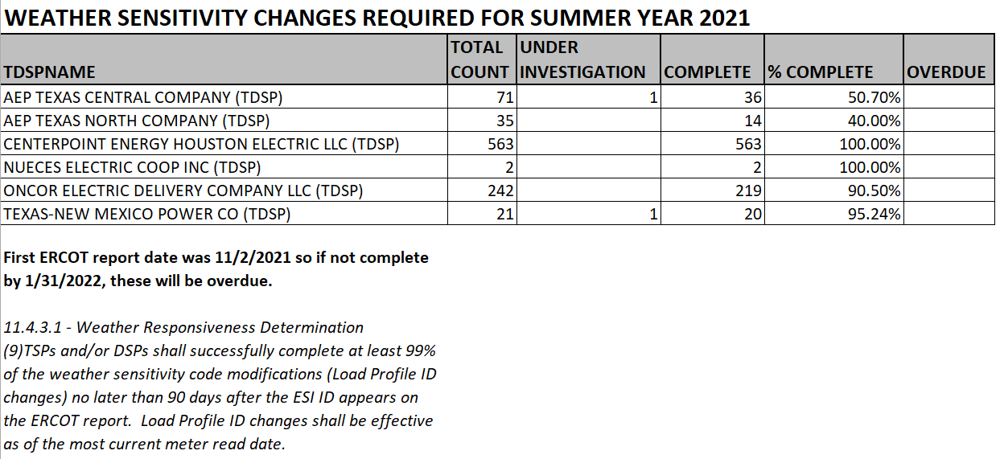 WEATHER SENSITIVITY CHANGES REQUIRED FOR SUMMER YEAR 2021
TDSPNAME TOTAL COUNT UNDER INVESTIGATION COMPLETE % COMPLETE OVERDUE
AEP TEXAS CENTRAL COMPANY (TDSP) 71 1 36 50.70%
AEP TEXAS NORTH COMPANY (TDSP) 35 14 40.00%
CENTERPOINT ENERGY HOUSTON ELECTRIC LLC (TDSP) 563 563 100.00%
NUECES ELECTRIC COOP INC (TDSP) 2 2 100.00%
ONCOR ELECTRIC DELIVERY COMPANY LLC (TDSP) 242 219 90.50%
TEXAS-NEW MEXICO POWER CO (TDSP) 21 1 20 95.24%
First ERCOT report date was 11/2/2021 so if not complete
by 1/31/2022, these will be overdue.
11.4.3.1 - Weather Responsiveness Determination
(9)TSPs and/or DSPs shall successfully complete at least 99%
of the weather sensitivity code modifications (Load Profile ID
changes) no later than 90 days after the ESI ID appears on
the ERCOT report.  Load Profile ID changes shall be effective
as of the most current meter read date.